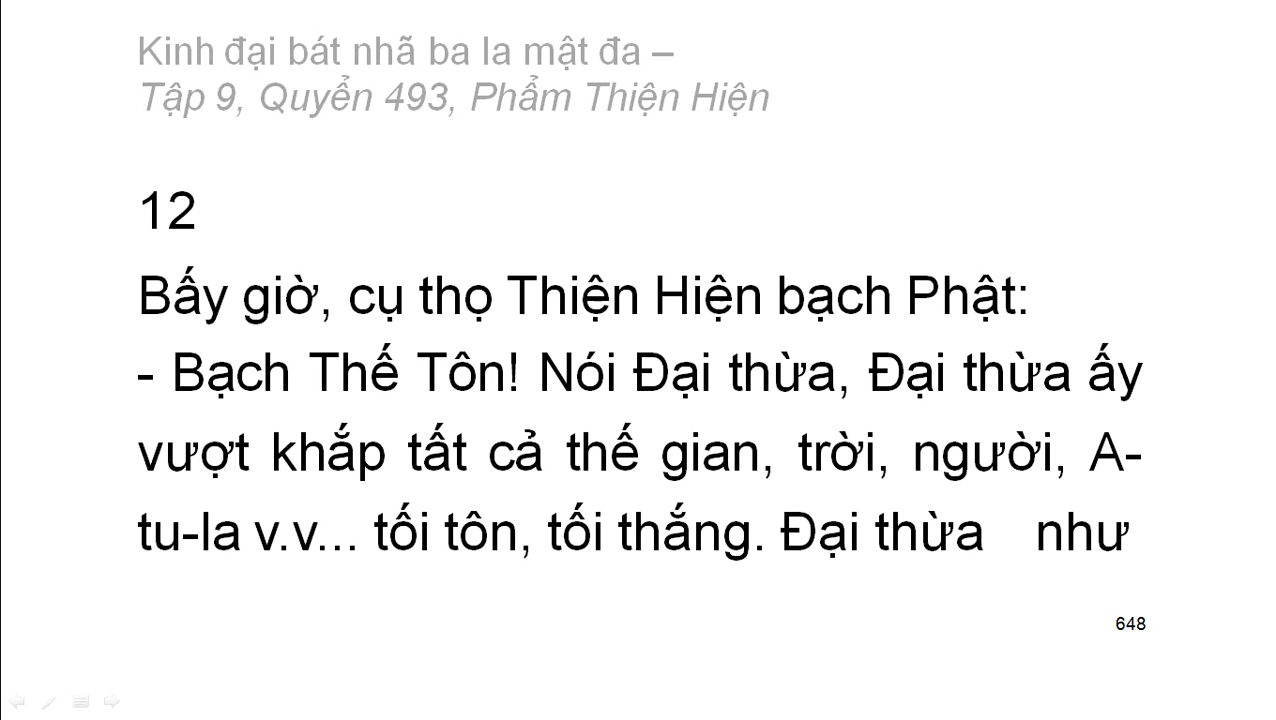 Kinh đại bát nhã ba la mật đa –
Tập 9, Quyển 493, Phẩm Thiện Hiện
12
Bấy giờ, cụ thọ Thiện Hiện bạch Phật:
- Bạch Thế Tôn! Nói Đại thừa, Đại thừa ấy
vượt khắp tất cả thế gian, trời, người, A-
tu-la v.v... tối tôn, tối thắng. Đại thừa như
648